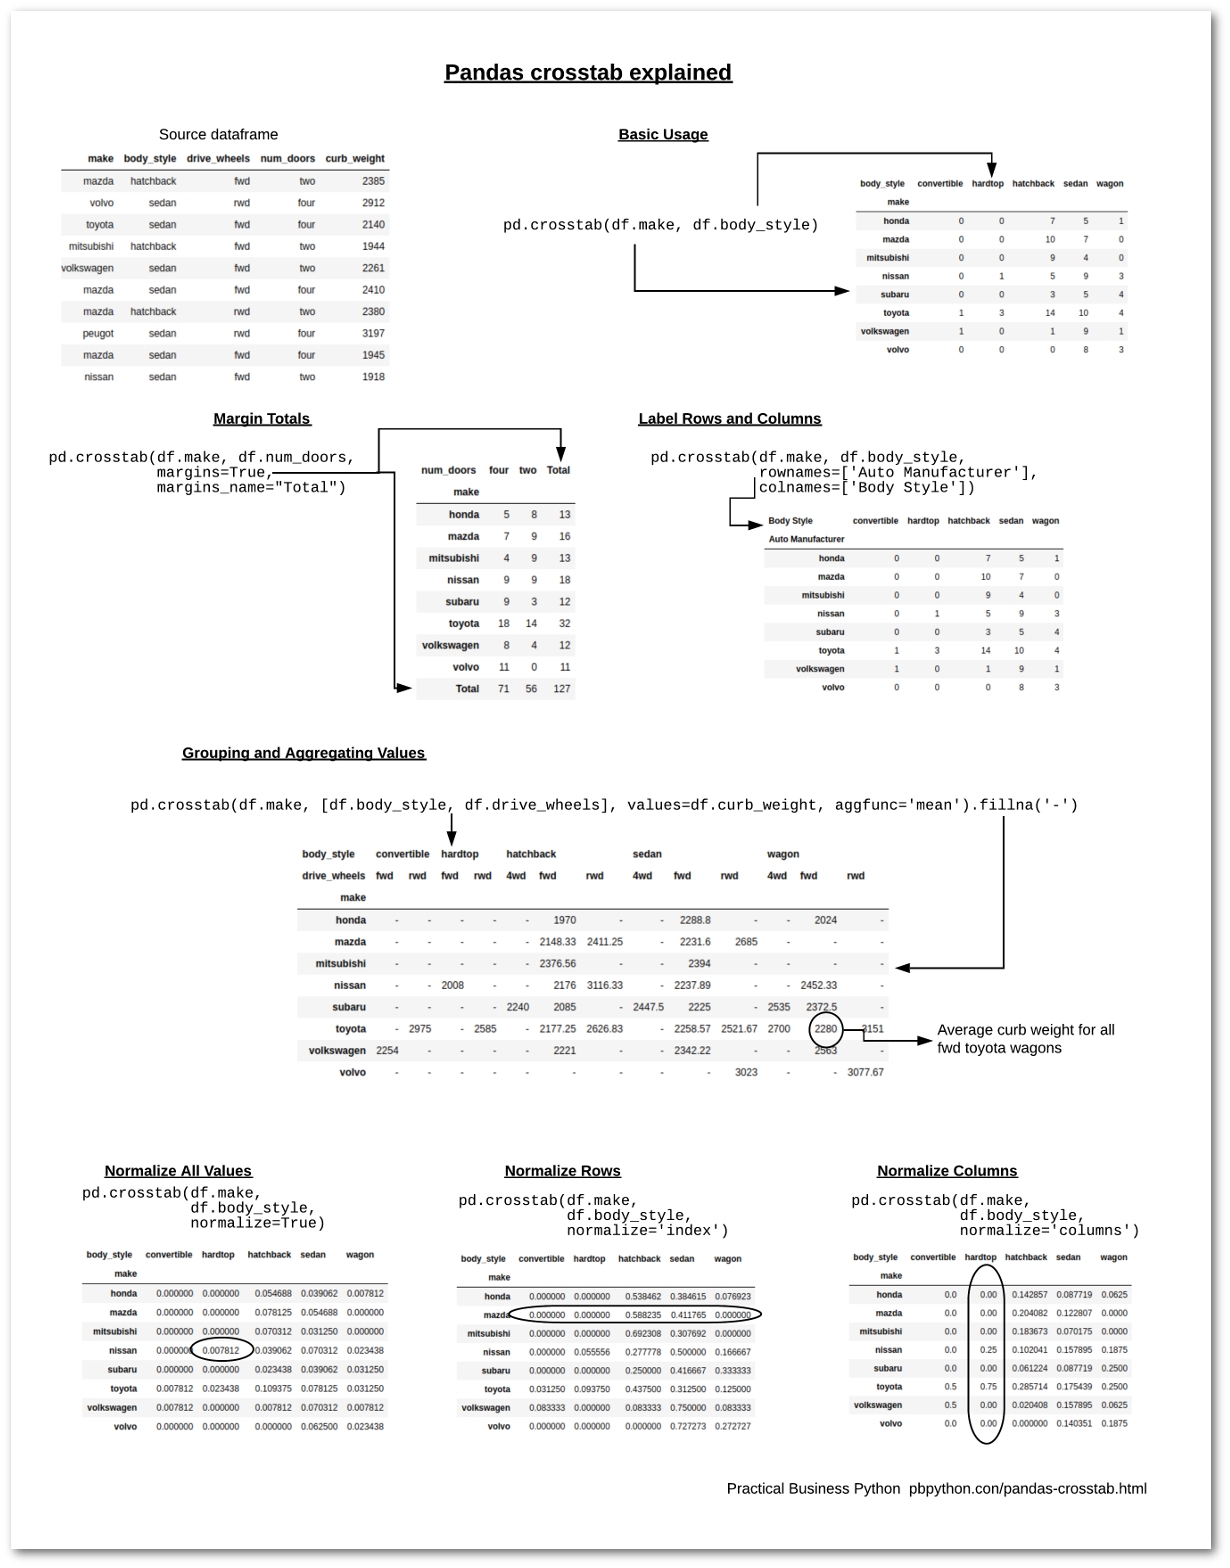 Pandas crosstab explained
Source dataframe
make body_style drive_wheels num_doors curb_weight
mazda hatchback fwd two 2385
volvo sedan rwd four 2912
toyota sedan fwd four 2140
mitsubishi hatchback fwd two 1944
volkswagen sedan fwd two 2261
mazda sedan fwd four 2410
mazda hatchback rwd two 2380
peugot sedan rwd four 3197
mazda sedan fwd four 1945
nissan sedan fwd two 1918
Basic Usage
pd.crosstab(df.make, df.body_style)
body_style convertible hardtop hatchback sedan wagon
make
honda 0 0 7 5 1
mazda 0 0 10 7 0
mitsubishi 0 0 9 4 0
nissan 0 1 5 9 3
subaru 0 0 3 5 4
toyota 1 3 14 10 4
volkswagen 1 0 1 9 1
volvo 0 0 0 8 3
Margin Totals
pd.crosstab(df.make, df.num_doors,
margins=True,
margins_name="Total")
num_doors four two Total
make
honda 5 8 13
mazda 7 9 16
mitsubishi 4 9 13
nissan 9 9 18
subaru 9 3 12
toyota 18 14 32
volkswagen 8 4 12
volvo 11 0 11
Total 71 56 127
Label Rows and Columns
pd.crosstab(df.make, df.body_style,
rownames=['Auto Manufacturer'],
colnames=['Body Style'])
Body Style convertible hardtop hatchback sedan wagon
Auto Manufacturer
honda 0 0 7 5 1
mazda 0 0 10 7 0
mitsubishi 0 0 9 4 0
nissan 0 1 5 9 3
subaru 0 0 3 5 4
toyota 1 3 14 10 4
volkswagen 1 0 1 9 1
volvo 0 0 0 8 3
Grouping and Aggregating Values
pd.crosstab(df.make, [df.body_style, df.drive_wheels], values=df.curb_weight, aggfunc='mean').fillna('-')
body_style convertible hardtop hatchback sedan wagon
drive_wheels fwd rwd fwd rwd 4wd fwd rwd 4wd fwd rwd 4wd fwd rwd
make
honda - - - - - 1970 - - 2288.8 - - 2024 -
mazda - - - - - 2148.33 2411.25 - 2231.6 2685 - - -
mitsubishi - - - - - 2376.56 - - 2394 - - - -
nissan - - 2008 - - 2176 3116.33 - 2237.89 - - 2452.33 -
subaru - - - - 2240 2085 - 2447.5 2225 - 2535 2372.5 -
toyota - 2975 - 2585 - 2177.25 2626.83 - 2258.57 2521.67 2700 2280 3151
volkswagen 2254 - - - - 2221 - - 2342.22 - - 2563 -
volvo - - - - - - - - - 3023 - - 3077.67
Average curb weight for all
fwd toyota wagons
Normalize All Values
pd.crosstab(df.make,
df.body_style,
normalize=True)
body_style convertible hardtop hatchback sedan wagon
make
honda 0.000000 0.000000 0.054688 0.039062 0.007812
mazda 0.000000 0.000000 0.078125 0.054688 0.000000
mitsubishi 0.000000 0.000000 0.070312 0.031250 0.000000
nissan 0.000000 0.007812 0.039062 0.070312 0.023438
subaru 0.000000 0.000000 0.023438 0.039062 0.031250
toyota 0.007812 0.023438 0.109375 0.078125 0.031250
volkswagen 0.007812 0.000000 0.007812 0.070312 0.007812
volvo 0.000000 0.000000 0.000000 0.062500 0.023438
Normalize Rows
pd.crosstab(df.make,
df.body_style,
normalize='index')
body_style convertible hardtop hatchback sedan wagon
make
honda 0.000000 0.000000 0.538462 0.384615 0.076923
mazda 0.000000 0.000000 0.588235 0.411765 0.000000
mitsubishi 0.000000 0.000000 0.692308 0.307692 0.000000
nissan 0.000000 0.055556 0.277778 0.500000 0.166667
subaru 0.000000 0.000000 0.250000 0.416667 0.333333
toyota 0.031250 0.093750 0.437500 0.312500 0.125000
volkswagen 0.083333 0.000000 0.083333 0.750000 0.083333
volvo 0.000000 0.000000 0.000000 0.727273 0.272727
Normalize Columns
pd.crosstab(df.make,
df.body_style,
normalize='columns')
body_style convertible hardtop hatchback sedan wagon
make
honda 0.0 0.00 0.142857 0.087719 0.0625
mazda 0.0 0.00 0.204082 0.122807 0.0000
mitsubishi 0.0 0.00 0.183673 0.070175 0.0000
nissan 0.0 0.25 0.102041 0.157895 0.1875
subaru 0.0 0.00 0.061224 0.087719 0.2500
toyota 0.5 0.75 0.285714 0.175439 0.2500
volkswagen 0.5 0.00 0.020408 0.157895 0.0625
volvo 0.0 0.00 0.000000 0.140351 0.1875
Practical Business Python pbpython.con/pandas-crosstab.html